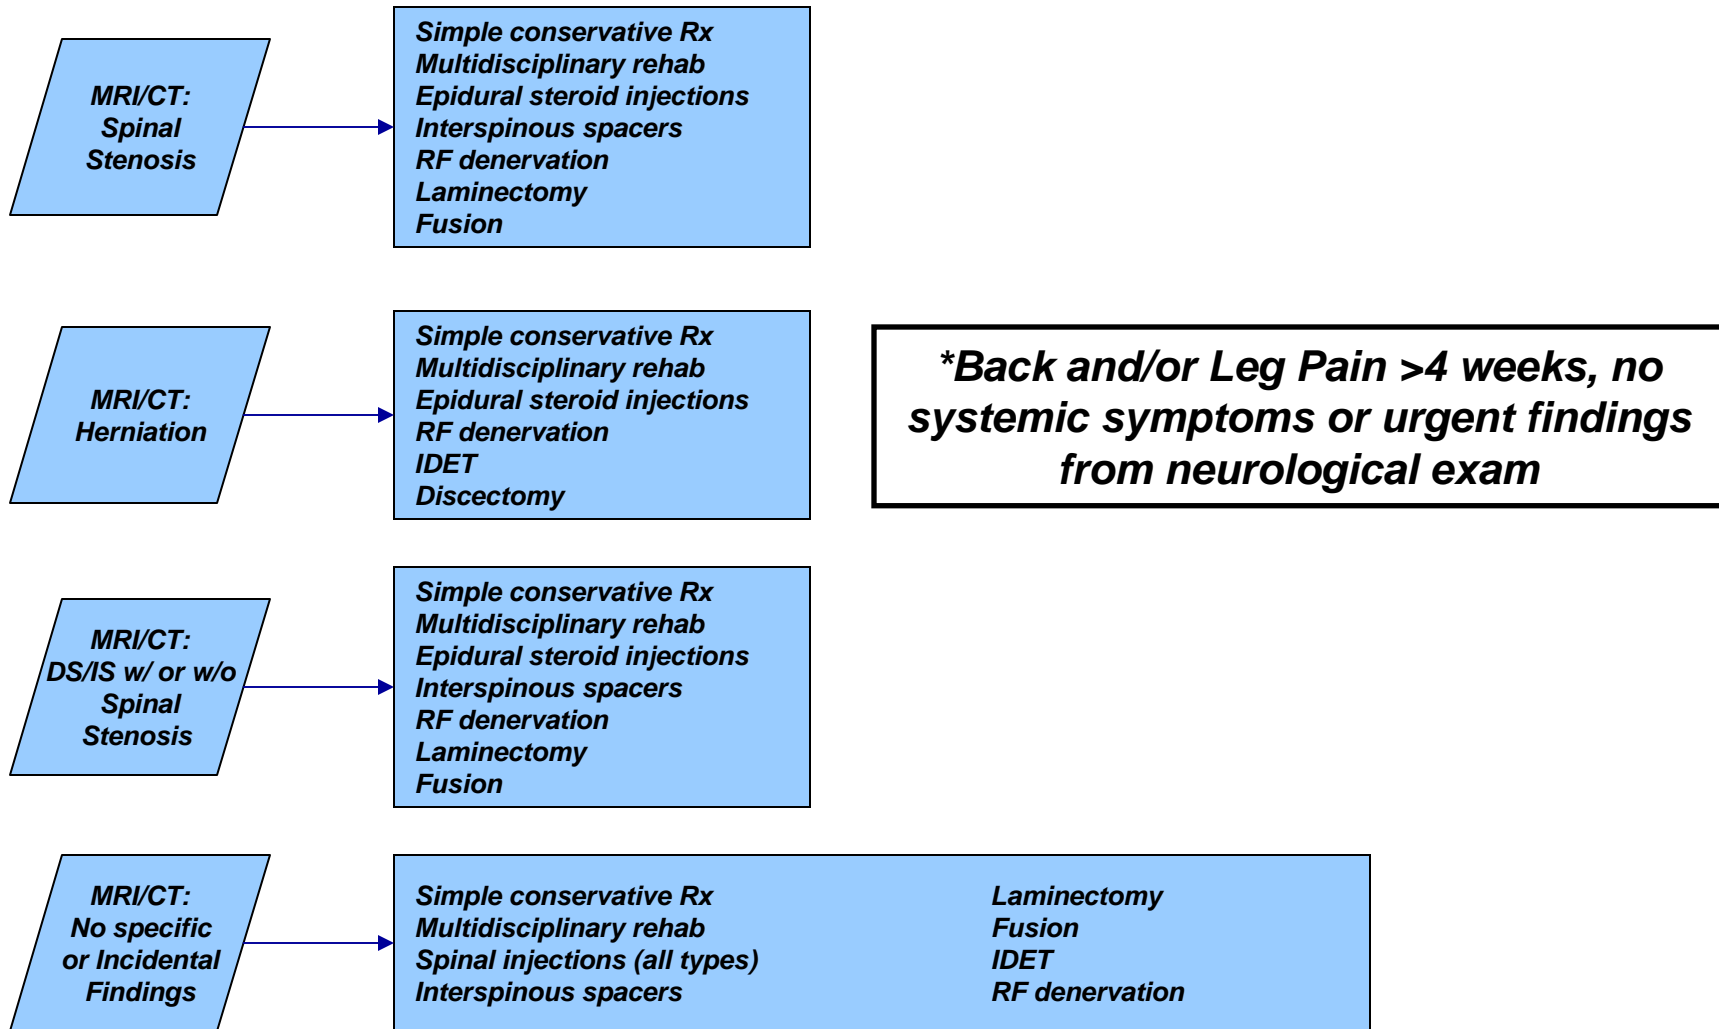 MRI/CT:
Spinal
Stenosis
Simple conservative Rx
Multidisciplinary rehab
Epidural steroid injections
Interspinous spacers
RF denervation
Laminectomy
Fusion
MRI/CT:
Herniation
Simple conservative Rx
Multidisciplinary rehab
Epidural steroid injections
RF denervation
IDET
Discectomy
*Back and/or Leg Pain >4 weeks, no
systemic symptoms or urgent findings
from neurological exam
MRI/CT:
DS/IS w/ or w/o
Spinal
Stenosis
Simple conservative Rx
Multidisciplinary rehab
Epidural steroid injections
Interspinous spacers
RF denervation
Laminectomy
Fusion
MRI/CT:
No specific
or Incidental
Findings
Simple conservative Rx
Multidisciplinary rehab
Spinal injections (all types)
Interspinous spacers
Laminectomy
Fusion
IDET
RF denervation